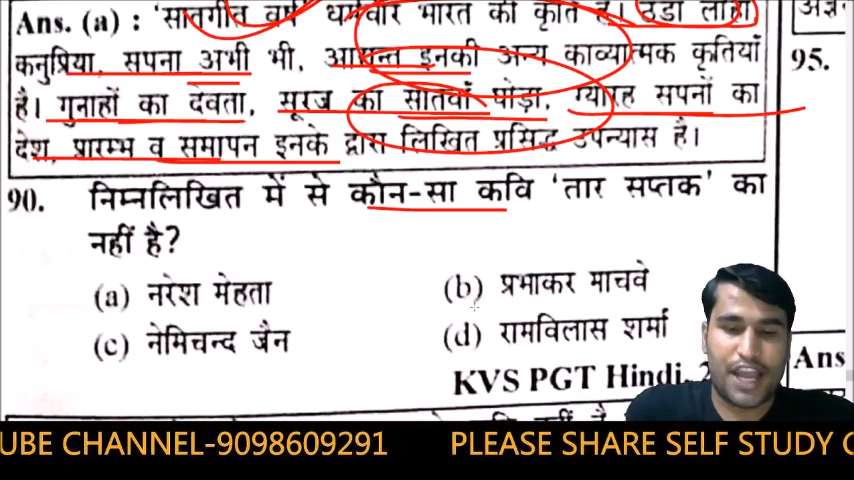 Ans. (a) : 'सातगीत वर्ष धर्मवीर भारत की कृति है। ठंडा लोहा
कनुप्रिया, सपना अभी भी, आद्यन्त इनकी अन्य काव्यात्मक कृतियाँ
है। गुनाहों का देवता, सूरज का सातवाँ घोड़ा, ग्यारह सपनों का
देश, प्रारम्भ व समापन इनके द्वारा लिखित प्रसिद्ध उपन्यास है।
95.
90. निम्नलिखित में से कौन-सा कवि 'तार सप्तक' का
नहीं है?
(a) नरेश मेहता (b) प्रभाकर माचवे
(c) नेमिचन्द जैन (d) रामविलास शर्मा
KVS PGT Hindi,
Ans
UBE CHANNEL-9098609291 PLEASE SHARE SELF STUDY